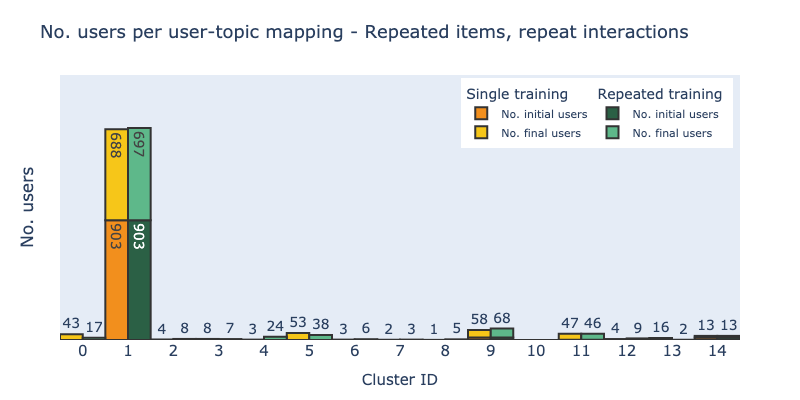 No. users per user-topic mapping - Repeated items, repeat interactions
Single training Repeated training
No. initial users No. initial users
No. final users No. final users
No. users
688 697
903 903
43 17 4 8 8 7 3 24 53 38 3 6 2 3 1 5 58 68 47 46 4 9 16 2 13 13
0 1 2 3 4 5 6 7 8 9 10 11 12 13 14
Cluster ID